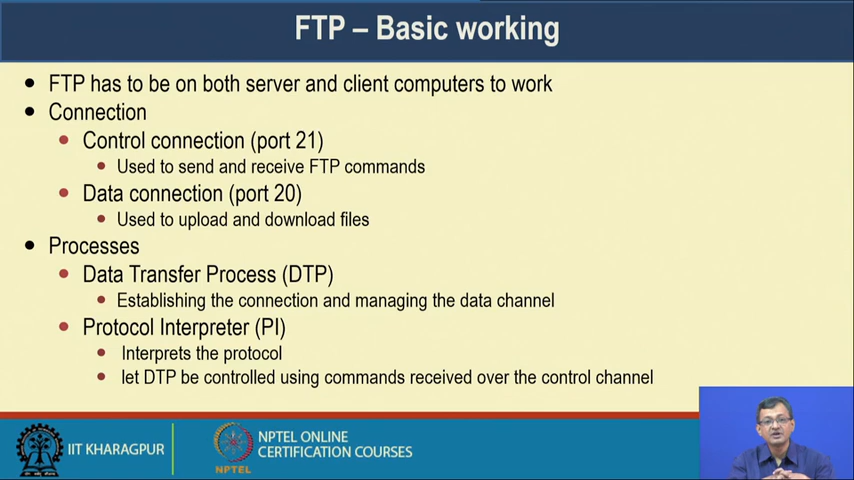 FTP – Basic working
• FTP has to be on both server and client computers to work
• Connection
• Control connection (port 21)
• Used to send and receive FTP commands
• Data connection (port 20)
• Used to upload and download files
• Processes
• Data Transfer Process (DTP)
• Establishing the connection and managing the data channel
• Protocol Interpreter (PI)
• Interprets the protocol
• let DTP be controlled using commands received over the control channel
IIT KHARAGPUR
NPTEL
NPTEL ONLINE
CERTIFICATION COURSES